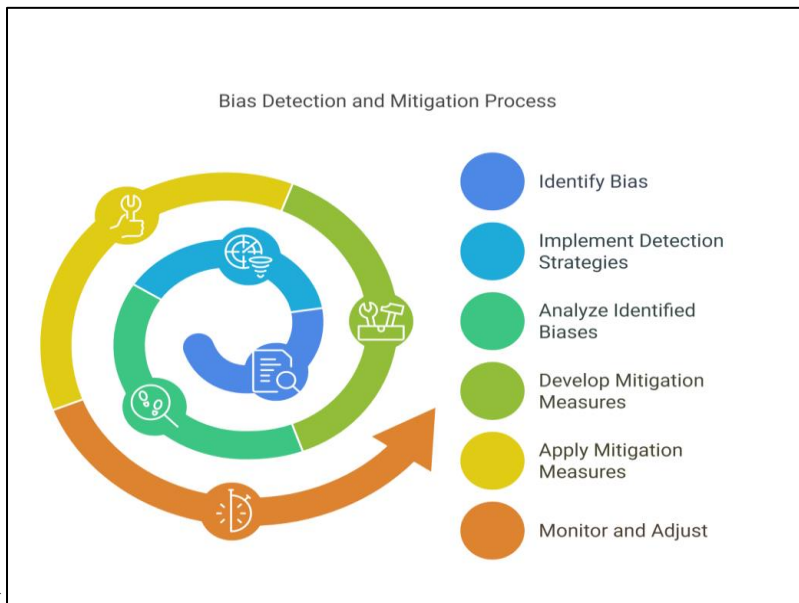 Bias Detection and Mitigation Process
Identify Bias
Implement Detection
Strategies
Analyze Identified
Biases
Develop Mitigation
Measures
Apply Mitigation
Measures
Monitor and Adjust